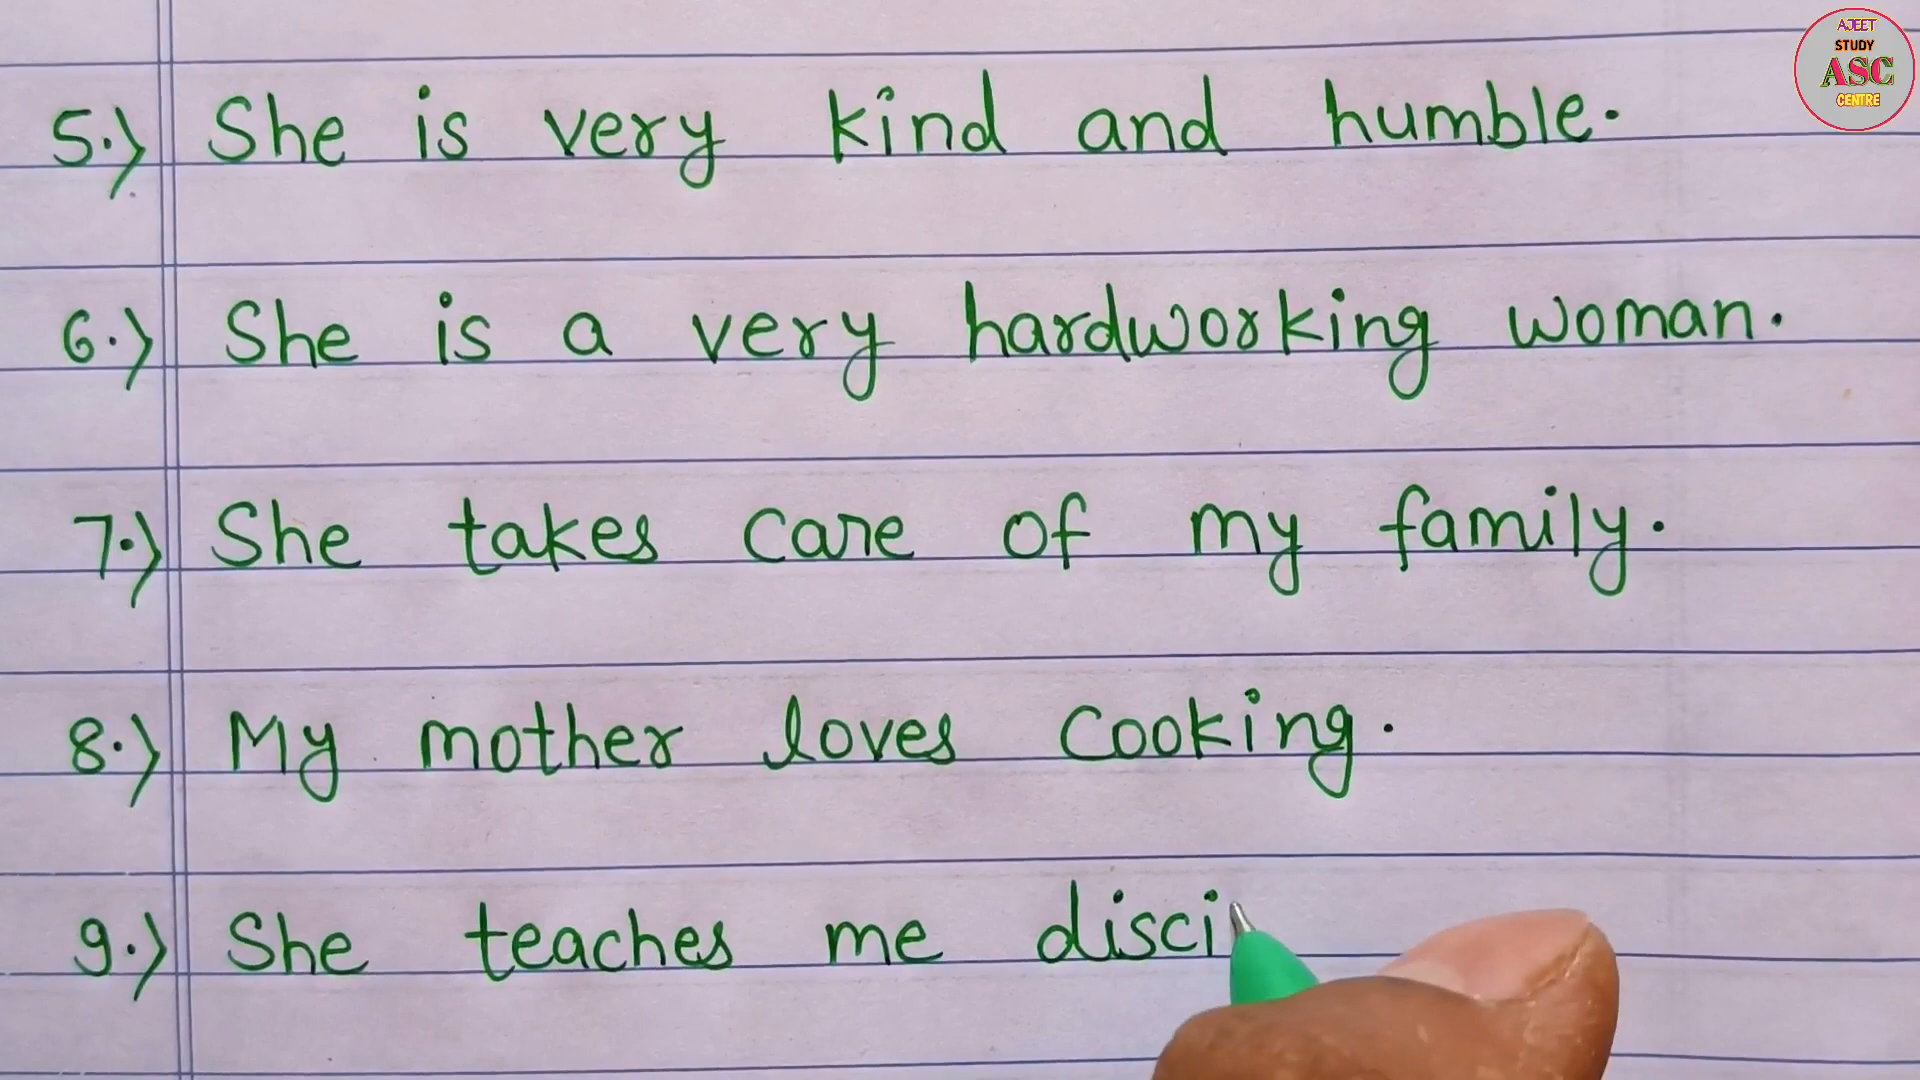 AJEET
STUDY
ASC
CENTRE
5.) She is very kind and humble.
6.) She is a very hardworking woman.
7.) She takes care of my family.
8.) My mother loves cooking.
9.) She teaches me disci